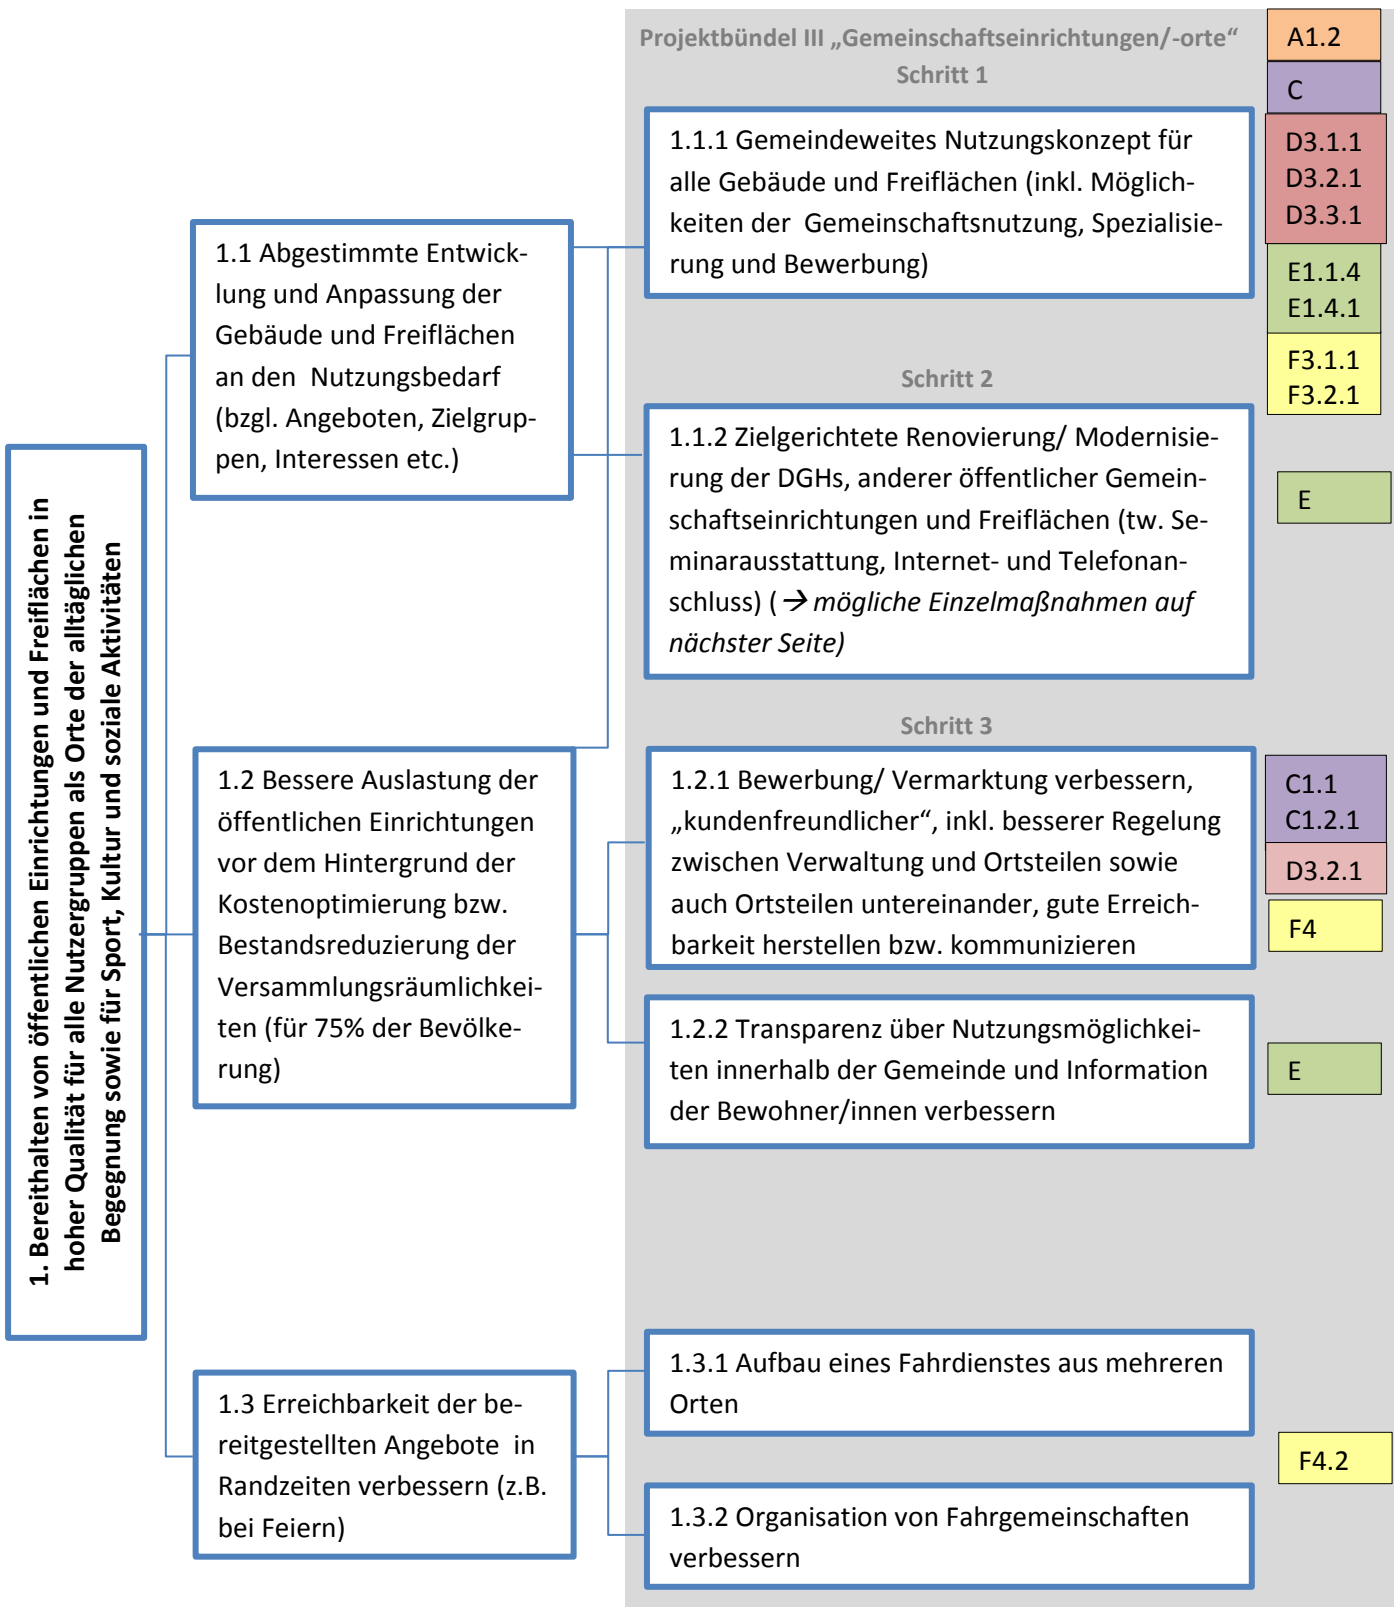 Projektbündel III „Gemeinschaftseinrichtungen/-orte“
Schritt 1
A1.2
C
D3.1.1
D3.2.1
D3.3.1
E1.1.4
E1.4.1
F3.1.1
F3.2.1
1. Bereithalten von öffentlichen Einrichtungen und Freiflächen in
hoher Qualität für alle Nutzergruppen als Orte der alltäglichen
Begegnung sowie für Sport, Kultur und soziale Aktivitäten
1.1 Abgestimmte Entwick-
lung und Anpassung der
Gebäude und Freiflächen
an den Nutzungsbedarf
(bzgl. Angeboten, Zielgrup-
pen, Interessen etc.)
1.1.1 Gemeindeweites Nutzungskonzept für
alle Gebäude und Freiflächen (inkl. Möglich-
keiten der Gemeinschaftsnutzung, Spezialisie-
rung und Bewerbung)
Schritt 2
1.1.2 Zielgerichtete Renovierung/ Modernisie-
rung der DGHs, anderer öffentlicher Gemein-
schaftseinrichtungen und Freiflächen (tw. Se-
minarausstattung, Internet- und Telefonan-
schluss) (→ mögliche Einzelmaßnahmen auf
nächster Seite)
E
Schritt 3
1.2 Bessere Auslastung der
öffentlichen Einrichtungen
vor dem Hintergrund der
Kostenoptimierung bzw.
Bestandsreduzierung der
Versammlungsräumlichkei-
ten (für 75% der Bevölke-
rung)
1.2.1 Bewerbung/ Vermarktung verbessern,
„kundenfreundlicher“, inkl. besserer Regelung
zwischen Verwaltung und Ortsteilen sowie
auch Ortsteilen untereinander, gute Erreich-
barkeit herstellen bzw. kommunizieren
C1.1
C1.2.1
D3.2.1
F4
1.2.2 Transparenz über Nutzungsmöglichkei-
ten innerhalb der Gemeinde und Information
der Bewohner/innen verbessern
E
1.3 Erreichbarkeit der be-
reitgestellten Angebote in
Randzeiten verbessern (z.B.
bei Feiern)
1.3.1 Aufbau eines Fahrdienstes aus mehreren
Orten
F4.2
1.3.2 Organisation von Fahrgemeinschaften
verbessern